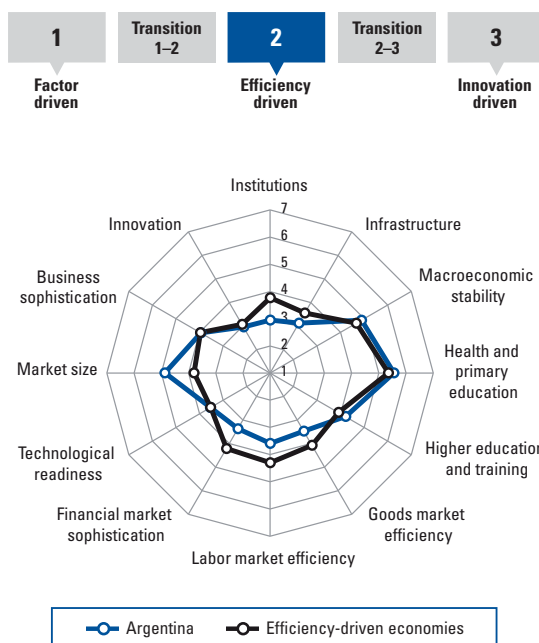 1
Transition
1–2
2
Transition
2–3
3
Factor
driven
Efficiency
driven
Innovation
driven
Institutions
7
6
5
4
3
2
1
Infrastructure
Macroeconomic
stability
Health and
primary
education
Higher education
and training
Goods market
efficiency
Labor market efficiency
Financial market
sophistication
Technological
readiness
Market size
Business
sophistication
Innovation
Argentina
Efficiency-driven economies